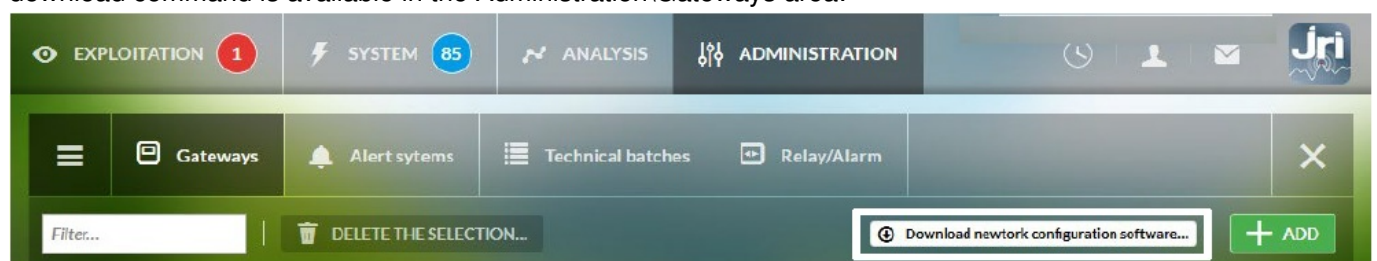 download command is available in the Administration\Gateways area.
EXPLOITATION 1 SYSTEM 85 ANALYSIS ADMINISTRATION jri
Gateways Alert sytems Technical batches Relay/Alarm
Filter... DELETE THE SELECTION... Download newtork configuration software... ADD